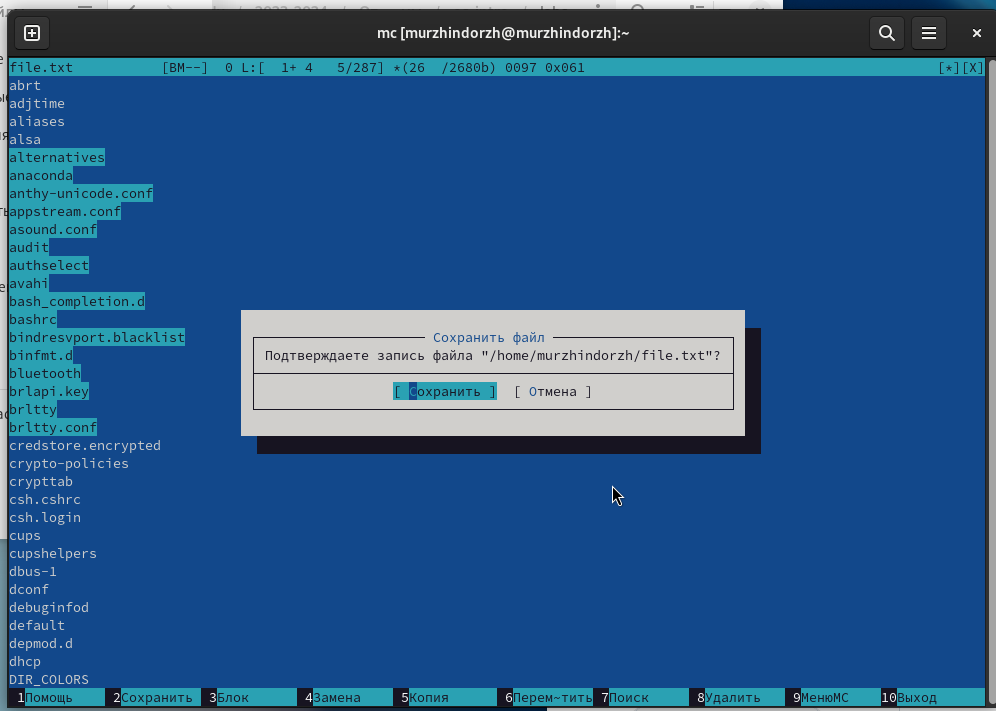 mc [murzhindorzh@murzhindorzh]:~
file.txt [BM--] 0 L:[ 1+ 4 5/287] *(26 /2680b) 0097 0x061 [*][X]
abrt
adjtime
aliases
alsa
alternatives
anaconda
anthy-unicode.conf
appstream.conf
asound.conf
audit
authselect
avahi
bash_completion.d
bashrc
bindresvport.blacklist
binfmt.d
bluetooth
brlapi.key
brltty
brltty.conf
credstore.encrypted
crypto-policies
crypttab
csh.cshrc
csh.login
cups
cupshelpers
dbus-1
dconf
debuginfod
default
depmod.d
dhcp
DIR_COLORS
Сохранить файл
Подтверждаете запись файла "/home/murzhindorzh/file.txt"?
[ Сохранить ] [ Отмена ]
1Помощь 2Сохранить 3Блок 4Замена 5Копия 6Перем~тить 7Поиск 8Удалить 9МенюМС 10Выход